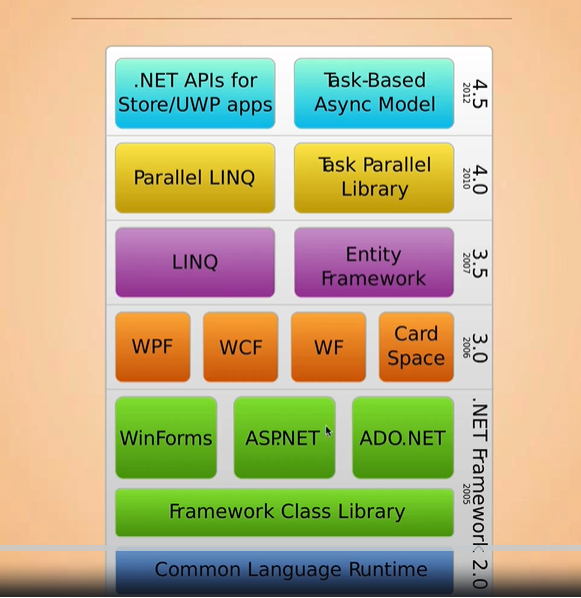 .NET APIs for
Store/UWP apps
Task-Based
Async Model
4.5
2012
Parallel LINQ
Task Parallel
Library
4.0
2010
LINQ
Entity
Framework
3.5
2007
WPF
WCF
WF
Card
Space
3.0
2006
WinForms
ASP.NET
ADO.NET
Framework Class Library
Common Language Runtime
.NET Framework 2.0
2005